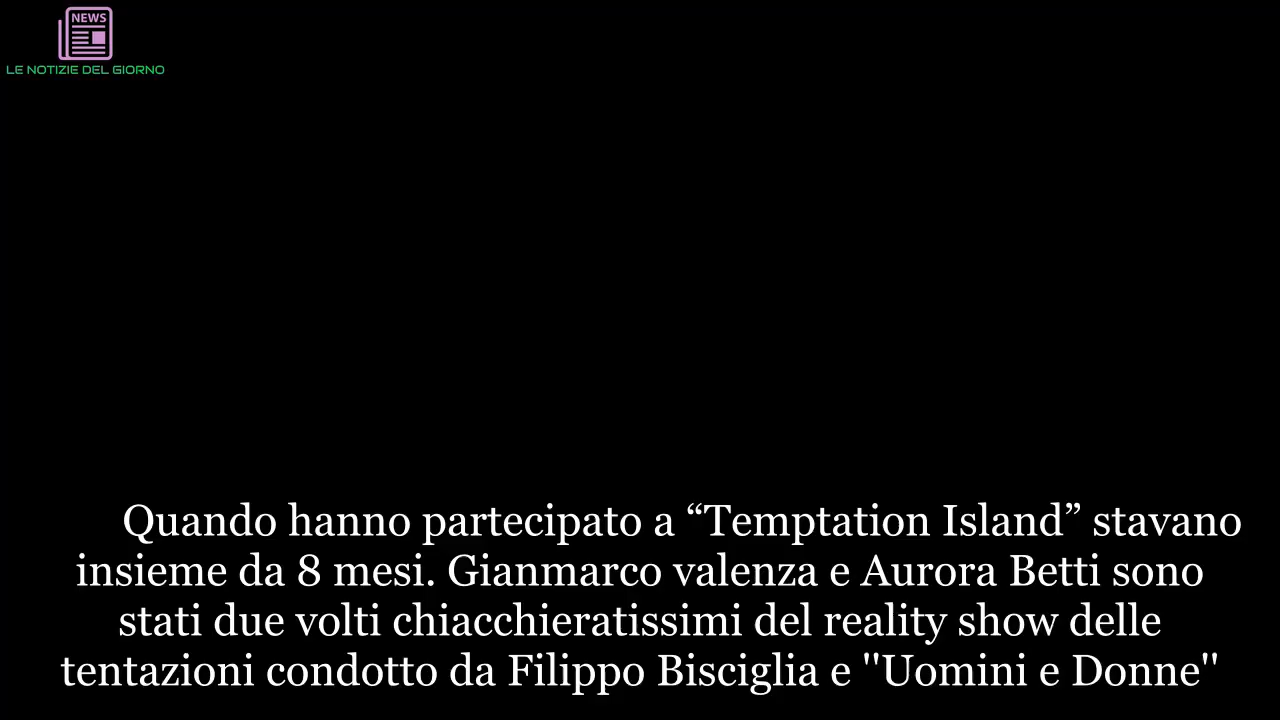 NEWS
LE NOTIZIE DEL GIORNO
Quando hanno partecipato a “Temptation Island” stavano
insieme da 8 mesi. Gianmarco valenza e Aurora Betti sono
stati due volti chiacchieratissimi del reality show delle
tentazioni condotto da Filippo Bisciglia e ''Uomini e Donne''